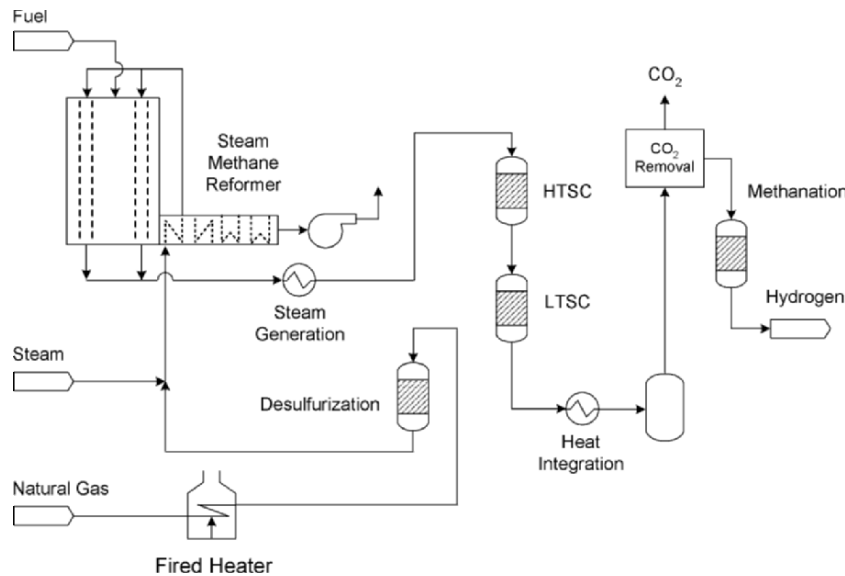 Fuel
Steam
Methane
Reformer
Steam
Generation
HTSC
LTSC
CO₂
CO₂
Removal
Methanation
Hydrogen
Steam
Desulfurization
Heat
Integration
Natural Gas
Fired Heater